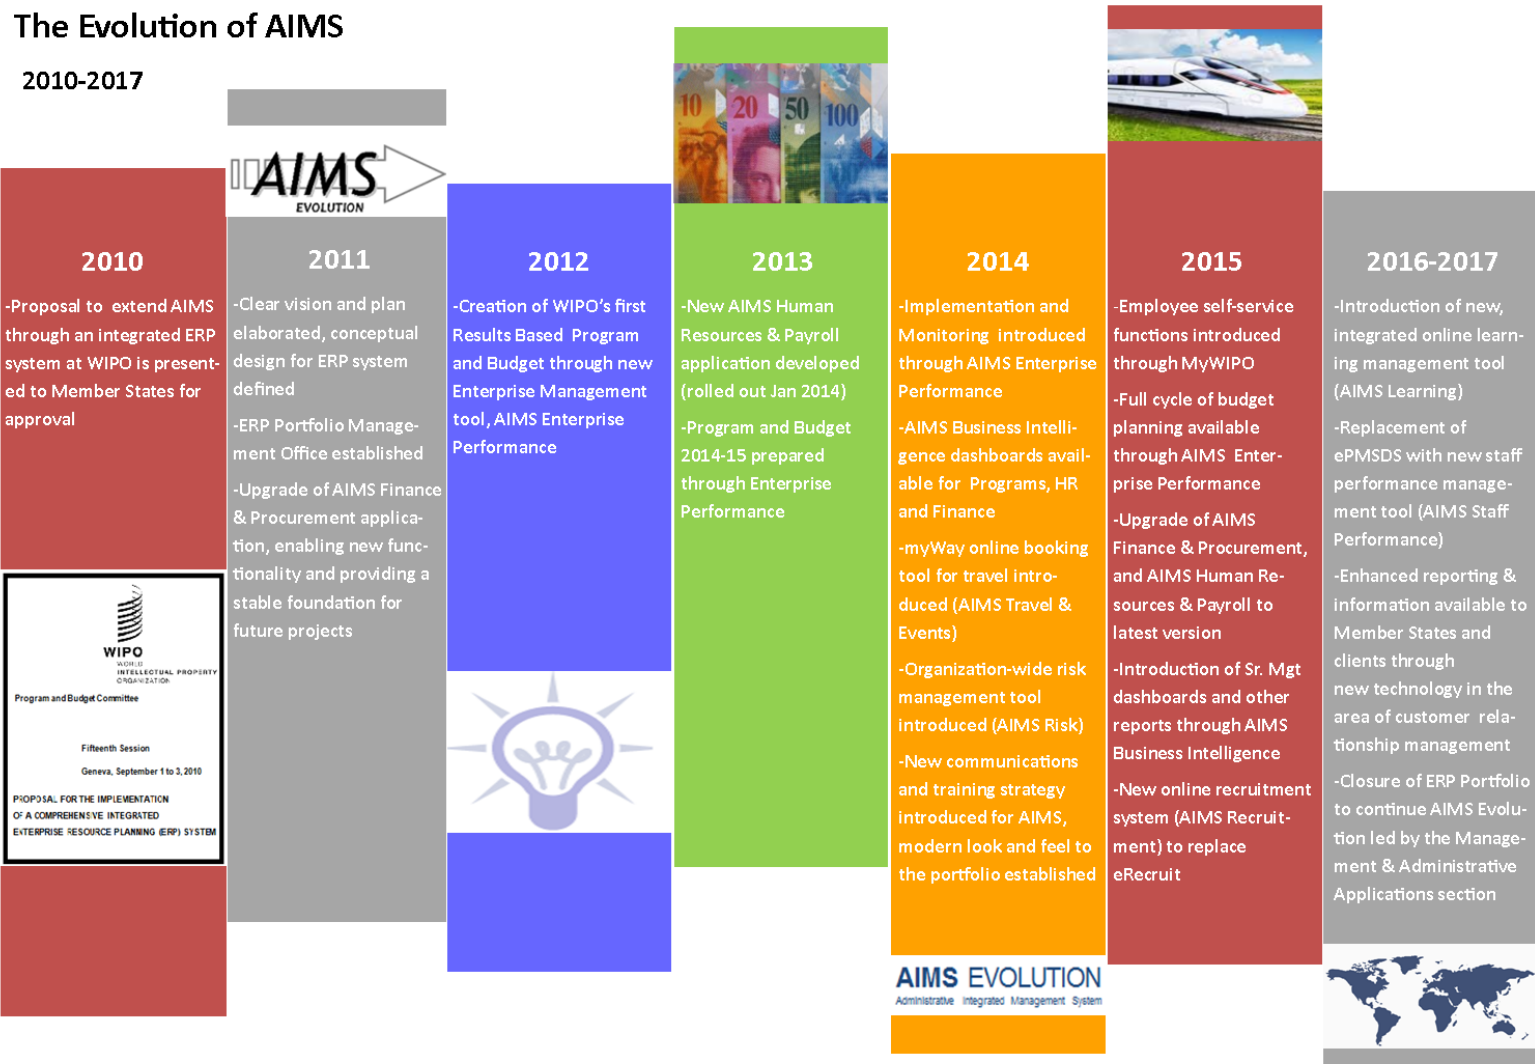 The Evolution of AIMS
2010-2017
2010
-Proposal to extend AIMS
through an integrated ERP
system at WIPO is present-
ed to Member States for
approval
WIPO
WORLD
INTELLECTUAL PROPERTY
ORGANIZATION
Program and Budget Committee
Fifteenth Session
Geneva, September 1 to 3, 2010
PROPOSAL FOR THE IMPLEMENTATION
OF A COMPREHENSIVE INTEGRATED
ENTERPRISE RESOURCE PLANNING (ERP) SYSTEM
AIMS
EVOLUTION
2011
-Clear vision and plan
elaborated, conceptual
design for ERP system
defined
-ERP Portfolio Manage-
ment Office established
-Upgrade of AIMS Finance
& Procurement applica-
tion, enabling new func-
tionality and providing a
stable foundation for
future projects
2012
-Creation of WIPO's first
Results Based Program
and Budget through new
Enterprise Management
tool, AIMS Enterprise
Performance
10 20 50 100
2013
-New AIMS Human
Resources & Payroll
application developed
(rolled out Jan 2014)
-Program and Budget
2014-15 prepared
through Enterprise
Performance
2014
-Implementation and
Monitoring introduced
through AIMS Enterprise
Performance
-AIMS Business Intelli-
gence dashboards avail-
able for Programs, HR
and Finance
-myWay online booking
tool for travel intro-
duced (AIMS Travel &
Events)
-Organization-wide risk
management tool
introduced (AIMS Risk)
-New communications
and training strategy
introduced for AIMS,
modern look and feel to
the portfolio established
AIMS EVOLUTION
Administrative Integrated Management System
2015
-Employee self-service
functions introduced
through MyWIPO
-Full cycle of budget
planning available
through AIMS Enter-
prise Performance
-Upgrade of AIMS
Finance & Procurement,
and AIMS Human Re-
sources & Payroll to
latest version
-Introduction of Sr. Mgt
dashboards and other
reports through AIMS
Business Intelligence
-New online recruitment
system (AIMS Recruit-
ment) to replace
eRecruit
2016-2017
-Introduction of new,
integrated online learn-
ing management tool
(AIMS Learning)
-Replacement of
ePMSDS with new staff
performance manage-
ment tool (AIMS Staff
Performance)
-Enhanced reporting &
information available to
Member States and
clients through
new technology in the
area of customer rela-
tionship management
-Closure of ERP Portfolio
to continue AIMS Evolu-
tion led by the Manage-
ment & Administrative
Applications section